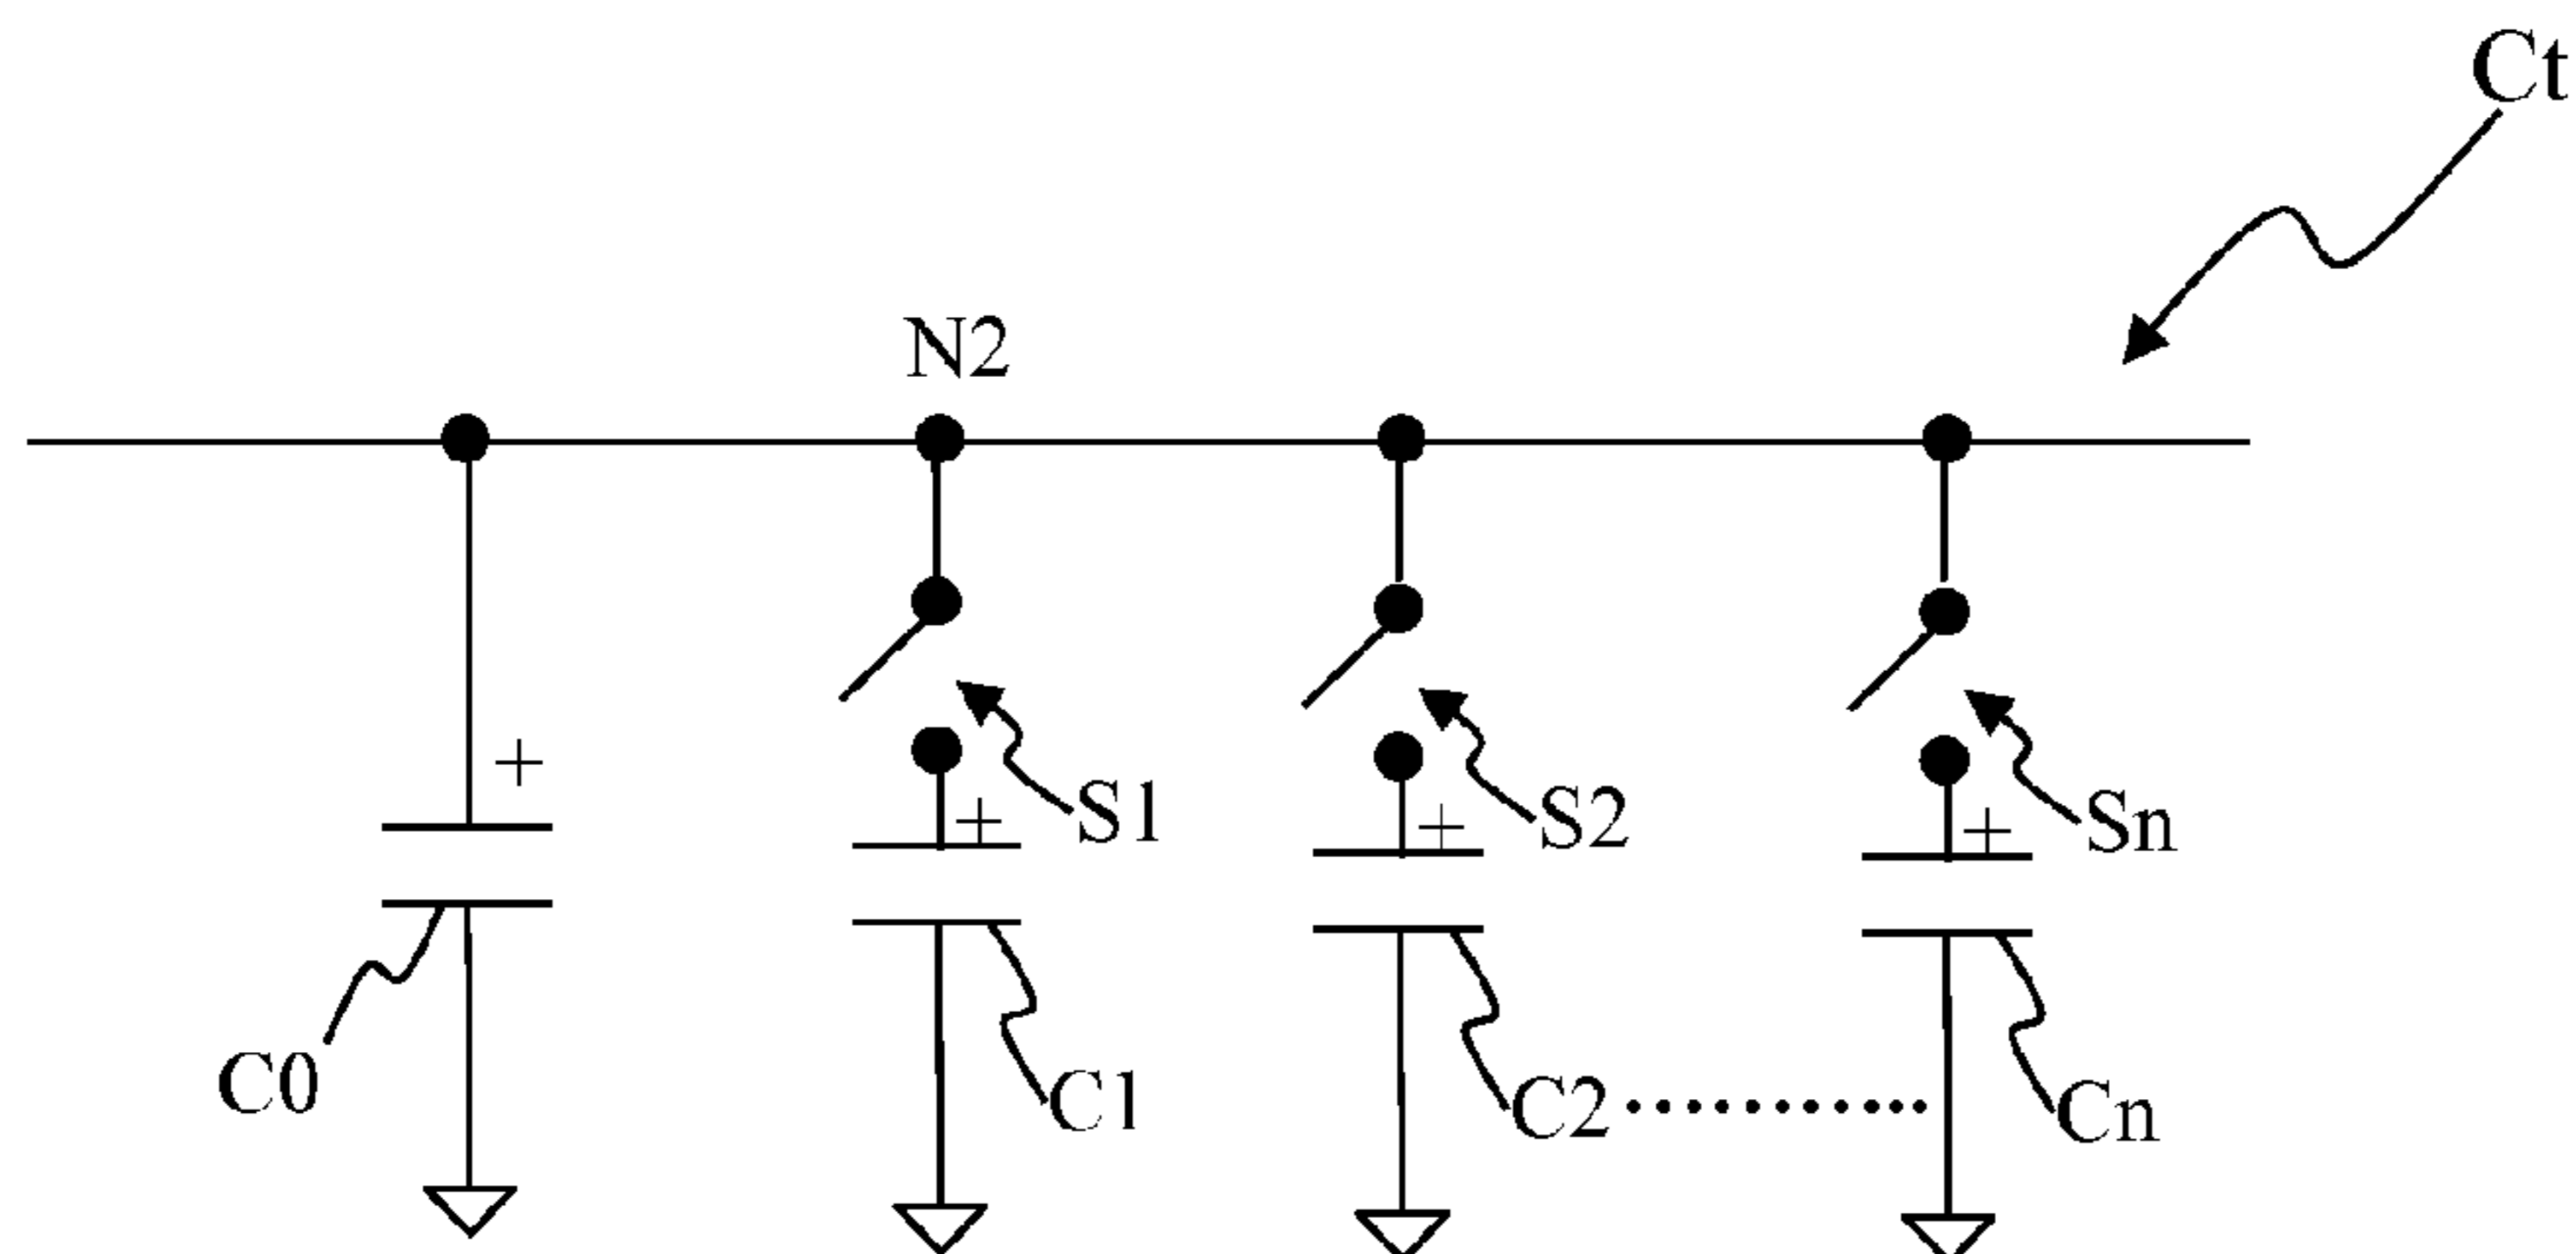 Ct
N2
+
+ S1
+ S2
+ Sn
C0
C1
C2 ...........
Cn